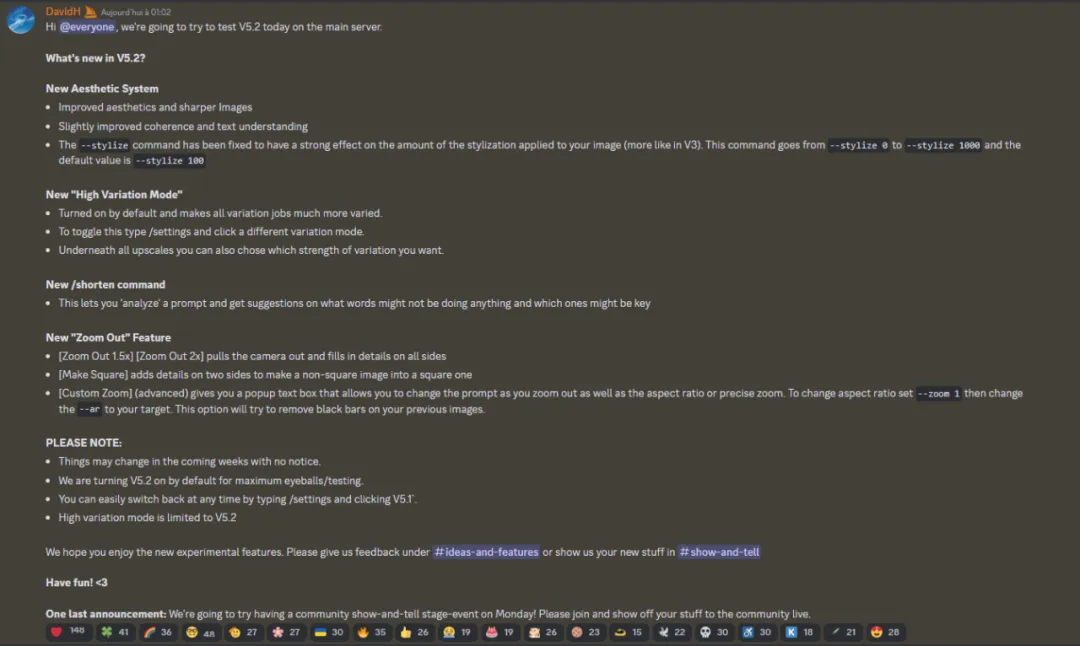 DavidH Aujourd'hui à 01:02
Hi @everyone, we're going to try to test V5.2 today on the main server.
What's new in V5.2?
New Aesthetic System
• Improved aesthetics and sharper Images
• Slightly improved coherence and text understanding
• The --stylize command has been fixed to have a strong effect on the amount of the stylization applied to your image (more like in V3). This command goes from --stylize 0 to --stylize 1000 and the
default value is --stylize 100
New "High Variation Mode"
• Turned on by default and makes all variation jobs much more varied.
• To toggle this type /settings and click a different variation mode.
• Underneath all upscales you can also chose which strength of variation you want.
New /shorten command
• This lets you 'analyze' a prompt and get suggestions on what words might not be doing anything and which ones might be key
New "Zoom Out" Feature
• [Zoom Out 1.5x] [Zoom Out 2x] pulls the camera out and fills in details on all sides
• [Make Square] adds details on two sides to make a non-square image into a square one
• [Custom Zoom] (advanced) gives you a popup text box that allows you to change the prompt as you zoom out as well as the aspect ratio or precise zoom. To change aspect ratio set --zoom 1 then change
the --ar to your target. This option will try to remove black bars on your previous images.
PLEASE NOTE:
• Things may change in the coming weeks with no notice.
• We are turning V5.2 on by default for maximum eyeballs/testing.
• You can easily switch back at any time by typing /settings and clicking V5.1`.
• High variation mode is limited to V5.2
We hope you enjoy the new experimental features. Please give us feedback under #ideas-and-features or show us your new stuff in #show-and-tell
Have fun! <3
One last announcement: We're going to try having a community show-and-tell stage-event on Monday! Please join and show off your stuff to the community live.
148 41 36 48 27 27 30 35 26 19 19 26 23 15 22 30 30 K 18 21 28